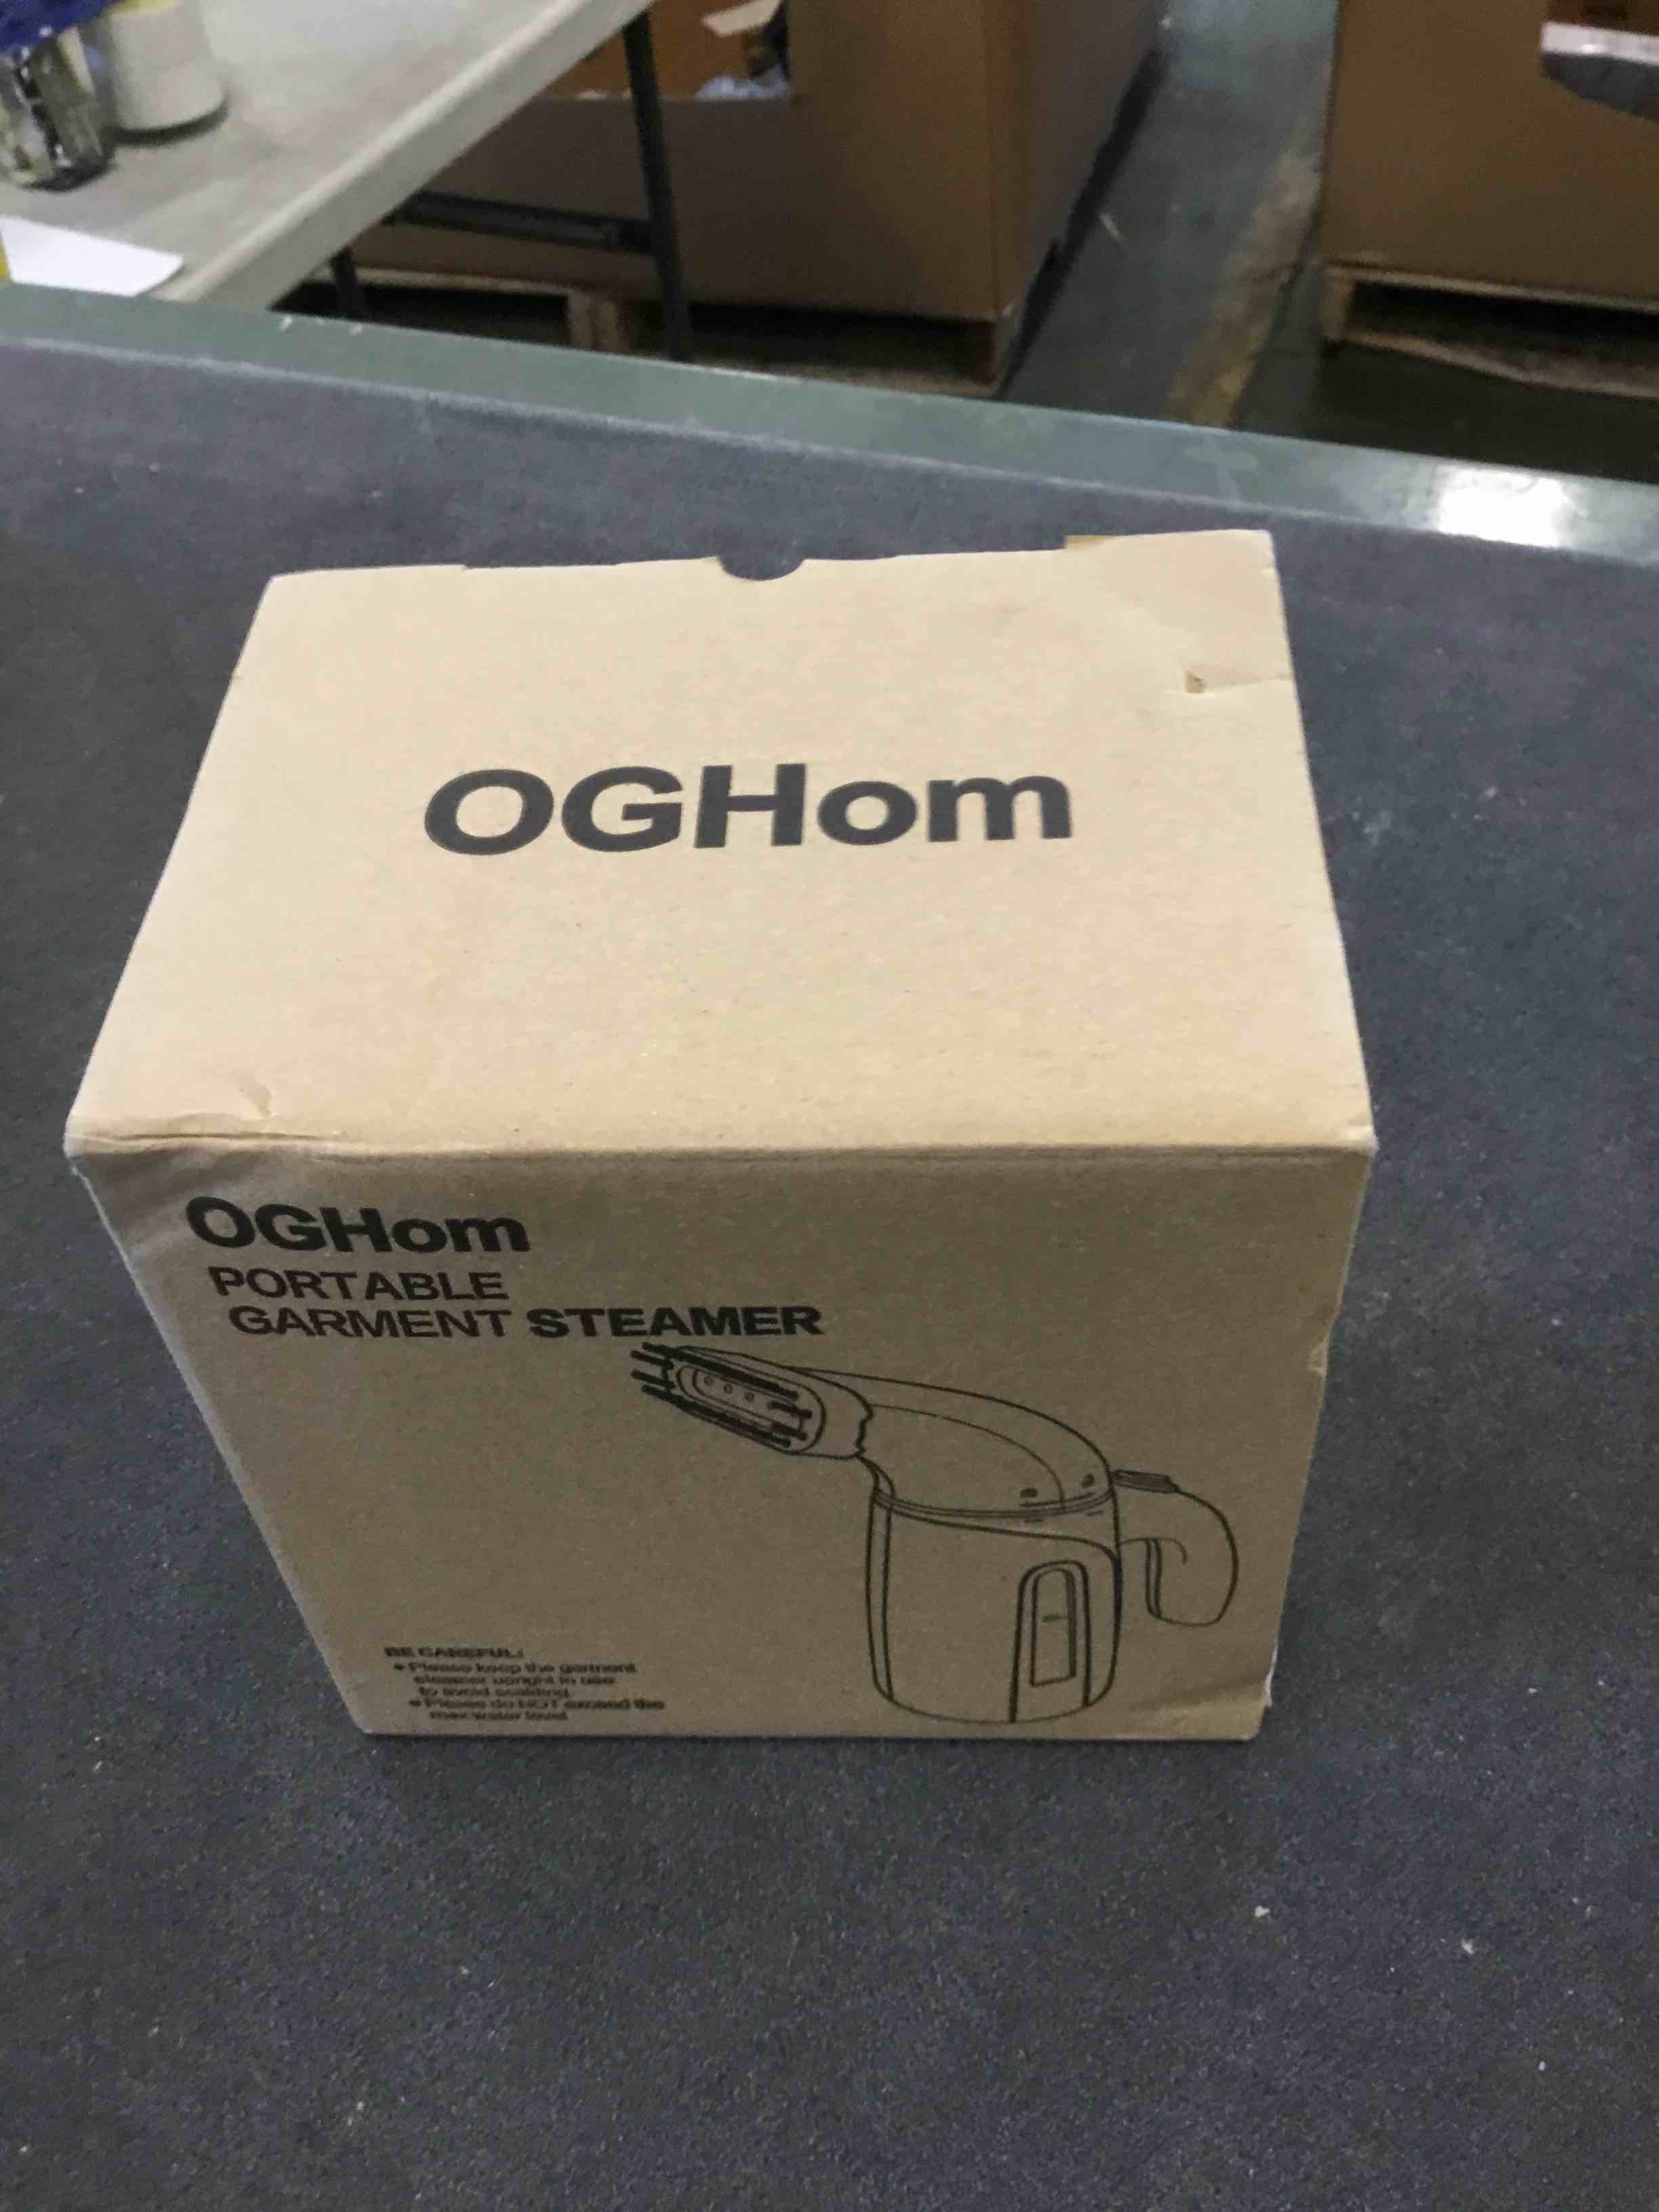 OGHom
OGHom
PORTABLE
GARMENT STEAMER
BE CAREFUL:
• Please keep the garment
steamer upright in use
to avoid scalding.
• Please do NOT exceed the
max water level